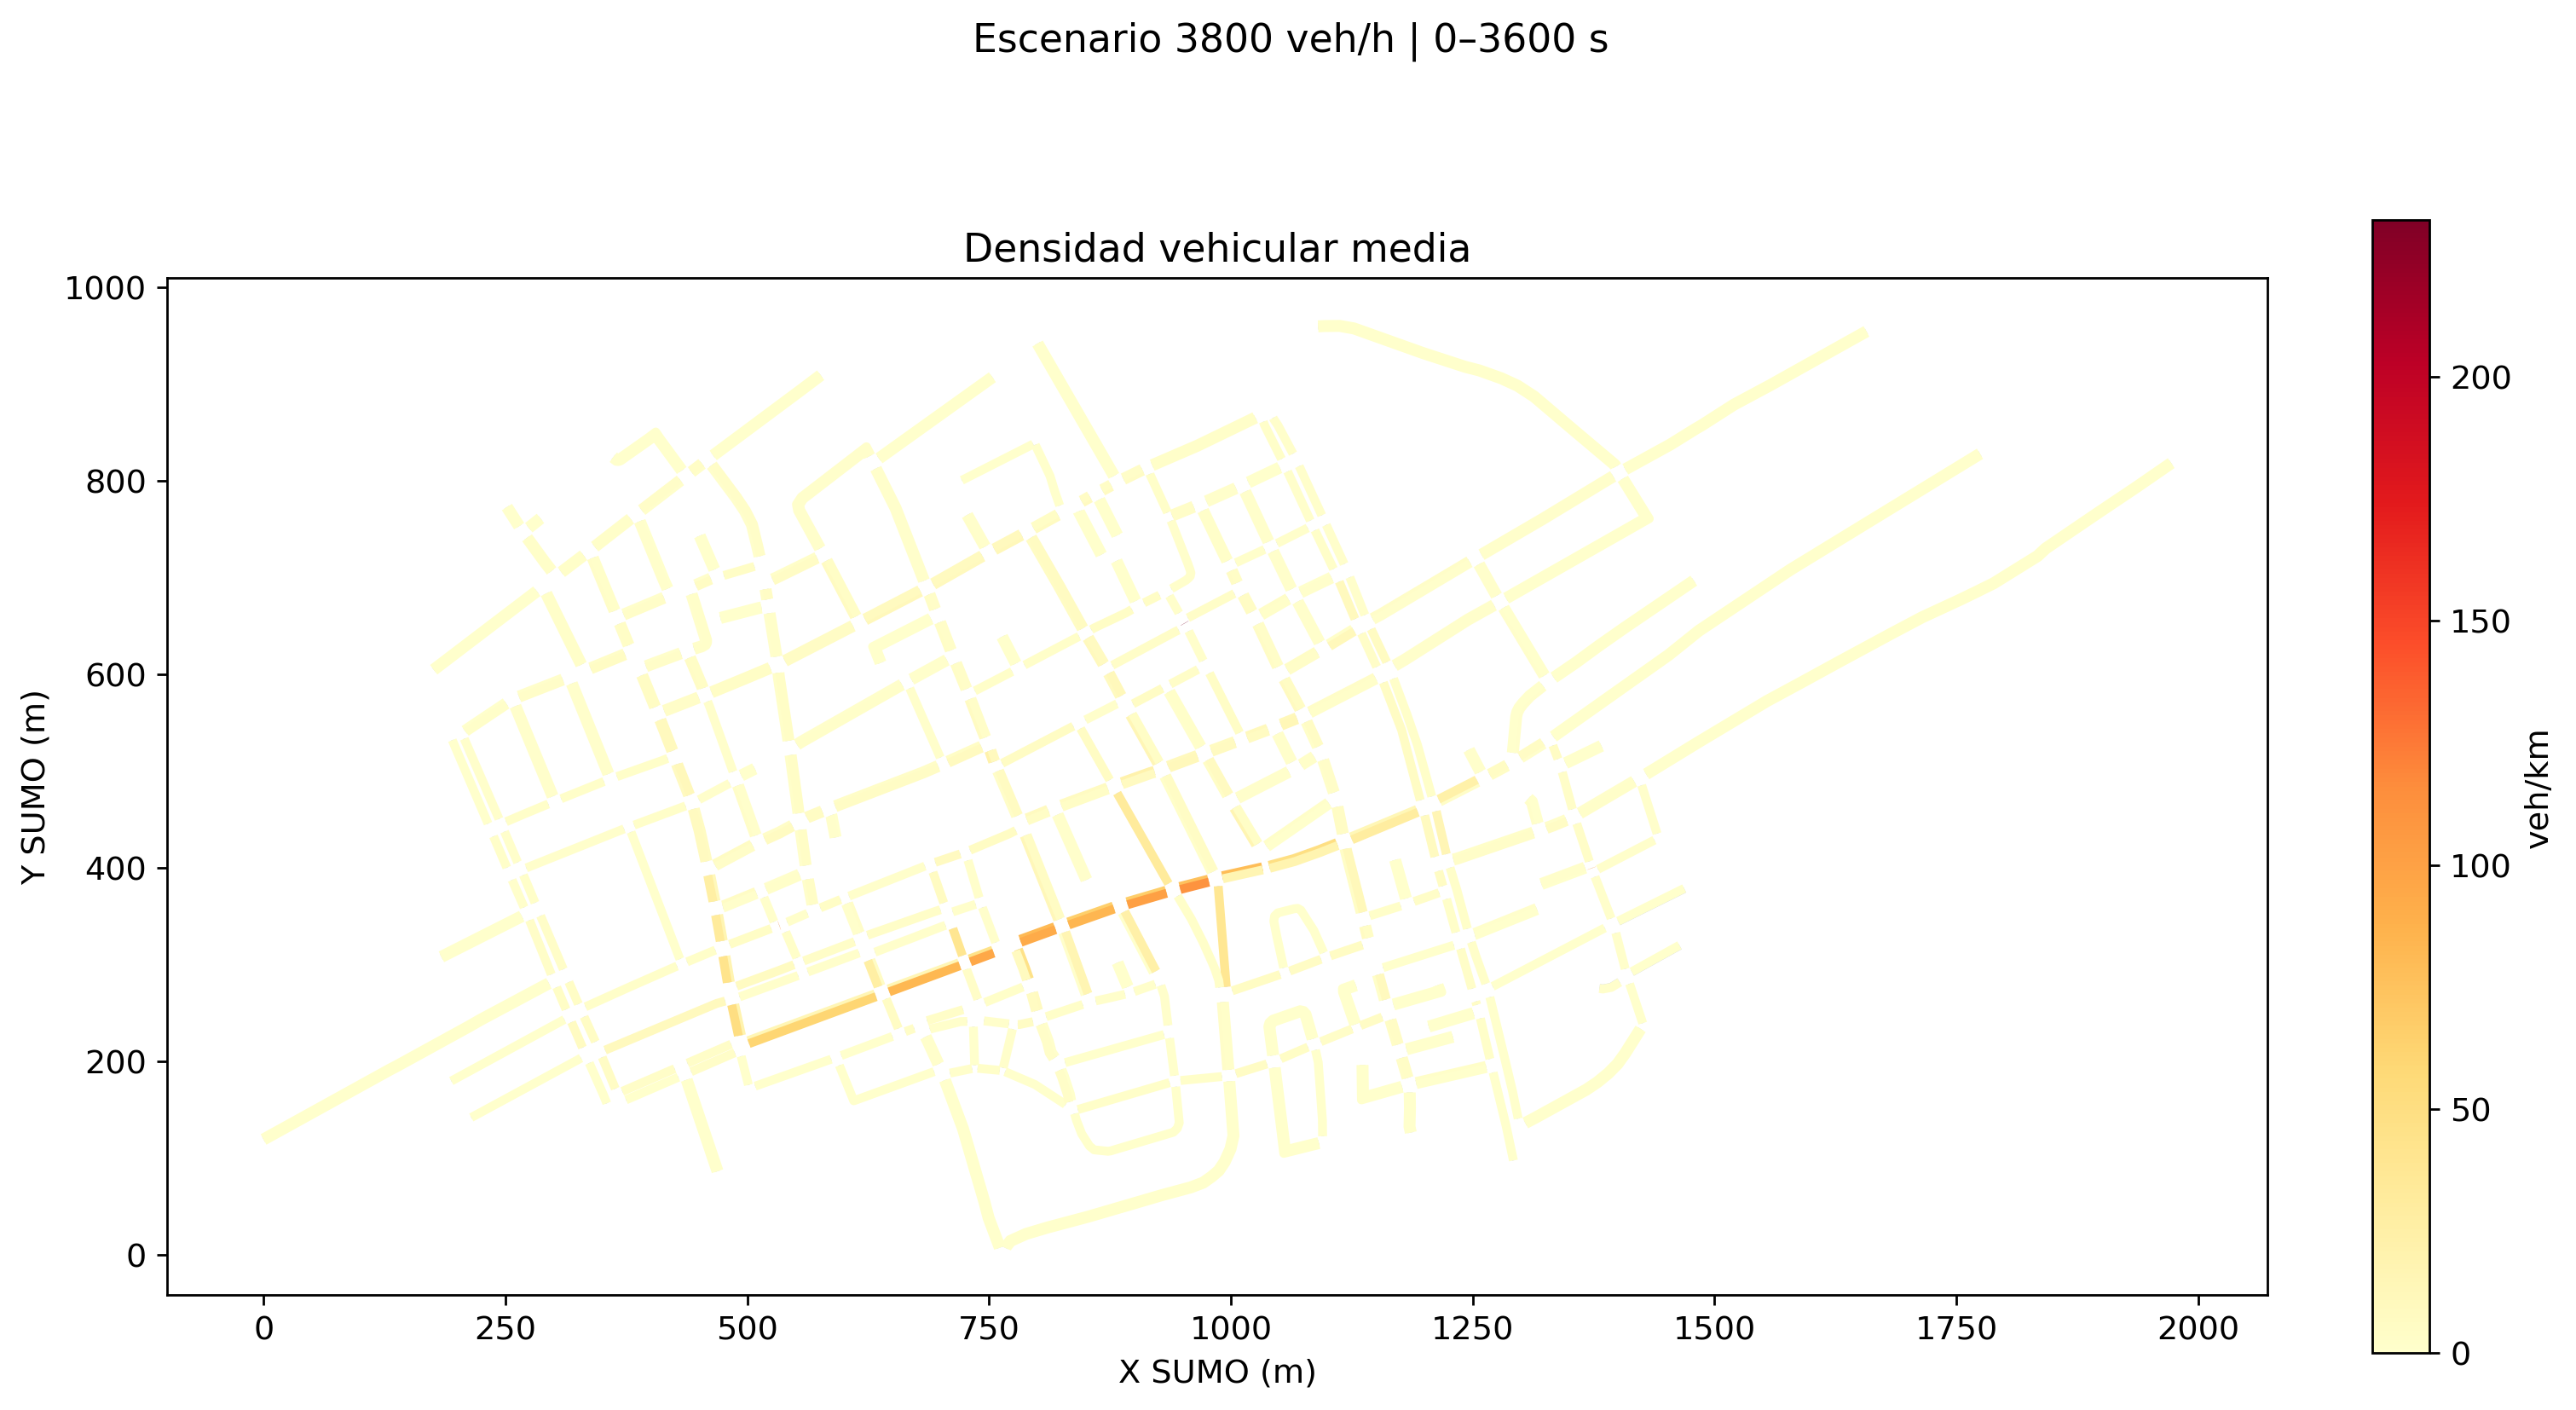 Escenario 3800 veh/h | 0–3600 s
Densidad vehicular media
1000
800
600
400
200
0
Y SUMO (m)
0 250 500 750 1000 1250 1500 1750 2000
X SUMO (m)
200
150
100
50
0
veh/km